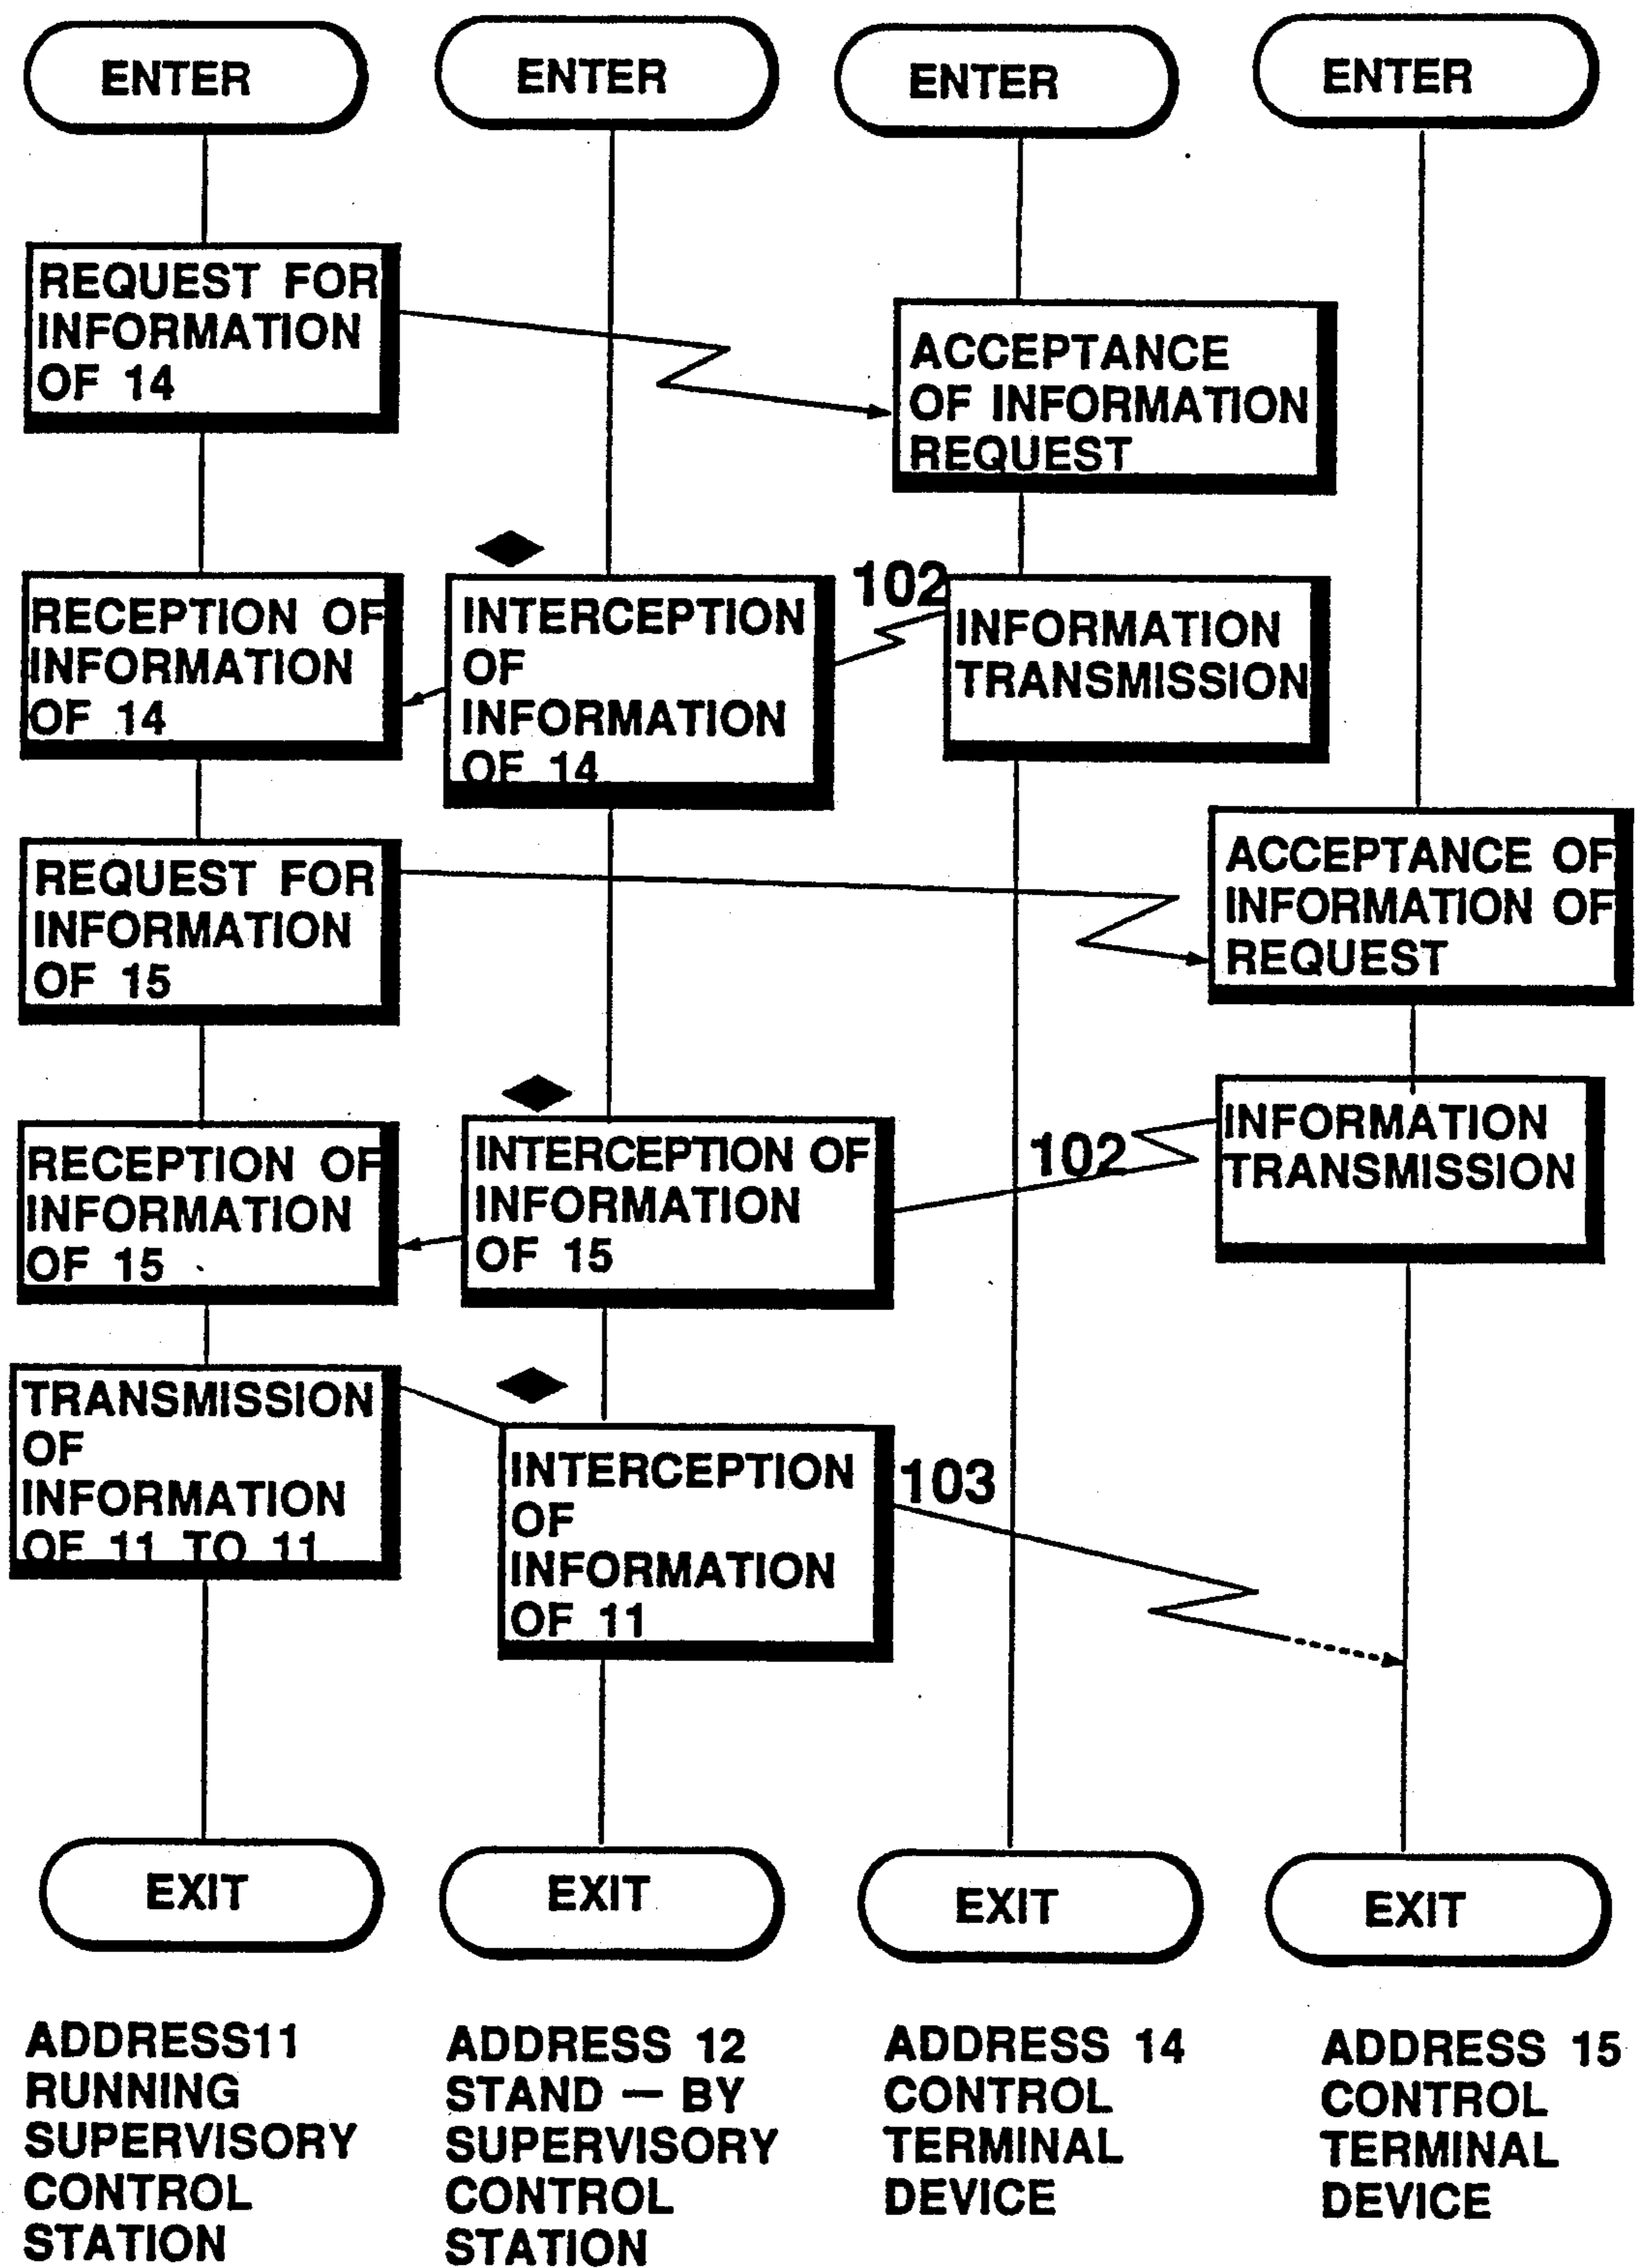 ENTER
ENTER
ENTER
ENTER
REQUEST FOR
INFORMATION
OF 14
ACCEPTANCE
OF INFORMATION
REQUEST
RECEPTION OF
INFORMATION
OF 14
INTERCEPTION
OF
INFORMATION
OF 14
102
INFORMATION
TRANSMISSION
REQUEST FOR
INFORMATION
OF 15
ACCEPTANCE OF
INFORMATION OF
REQUEST
RECEPTION OF
INFORMATION
OF 15
INTERCEPTION OF
INFORMATION
OF 15
102
INFORMATION
TRANSMISSION
TRANSMISSION
OF
INFORMATION
OF 11 TO 11
INTERCEPTION
OF
INFORMATION
OF 11
103
EXIT
EXIT
EXIT
EXIT
ADDRESS11
RUNNING
SUPERVISORY
CONTROL
STATION
ADDRESS 12
STAND — BY
SUPERVISORY
CONTROL
STATION
ADDRESS 14
CONTROL
TERMINAL
DEVICE
ADDRESS 15
CONTROL
TERMINAL
DEVICE